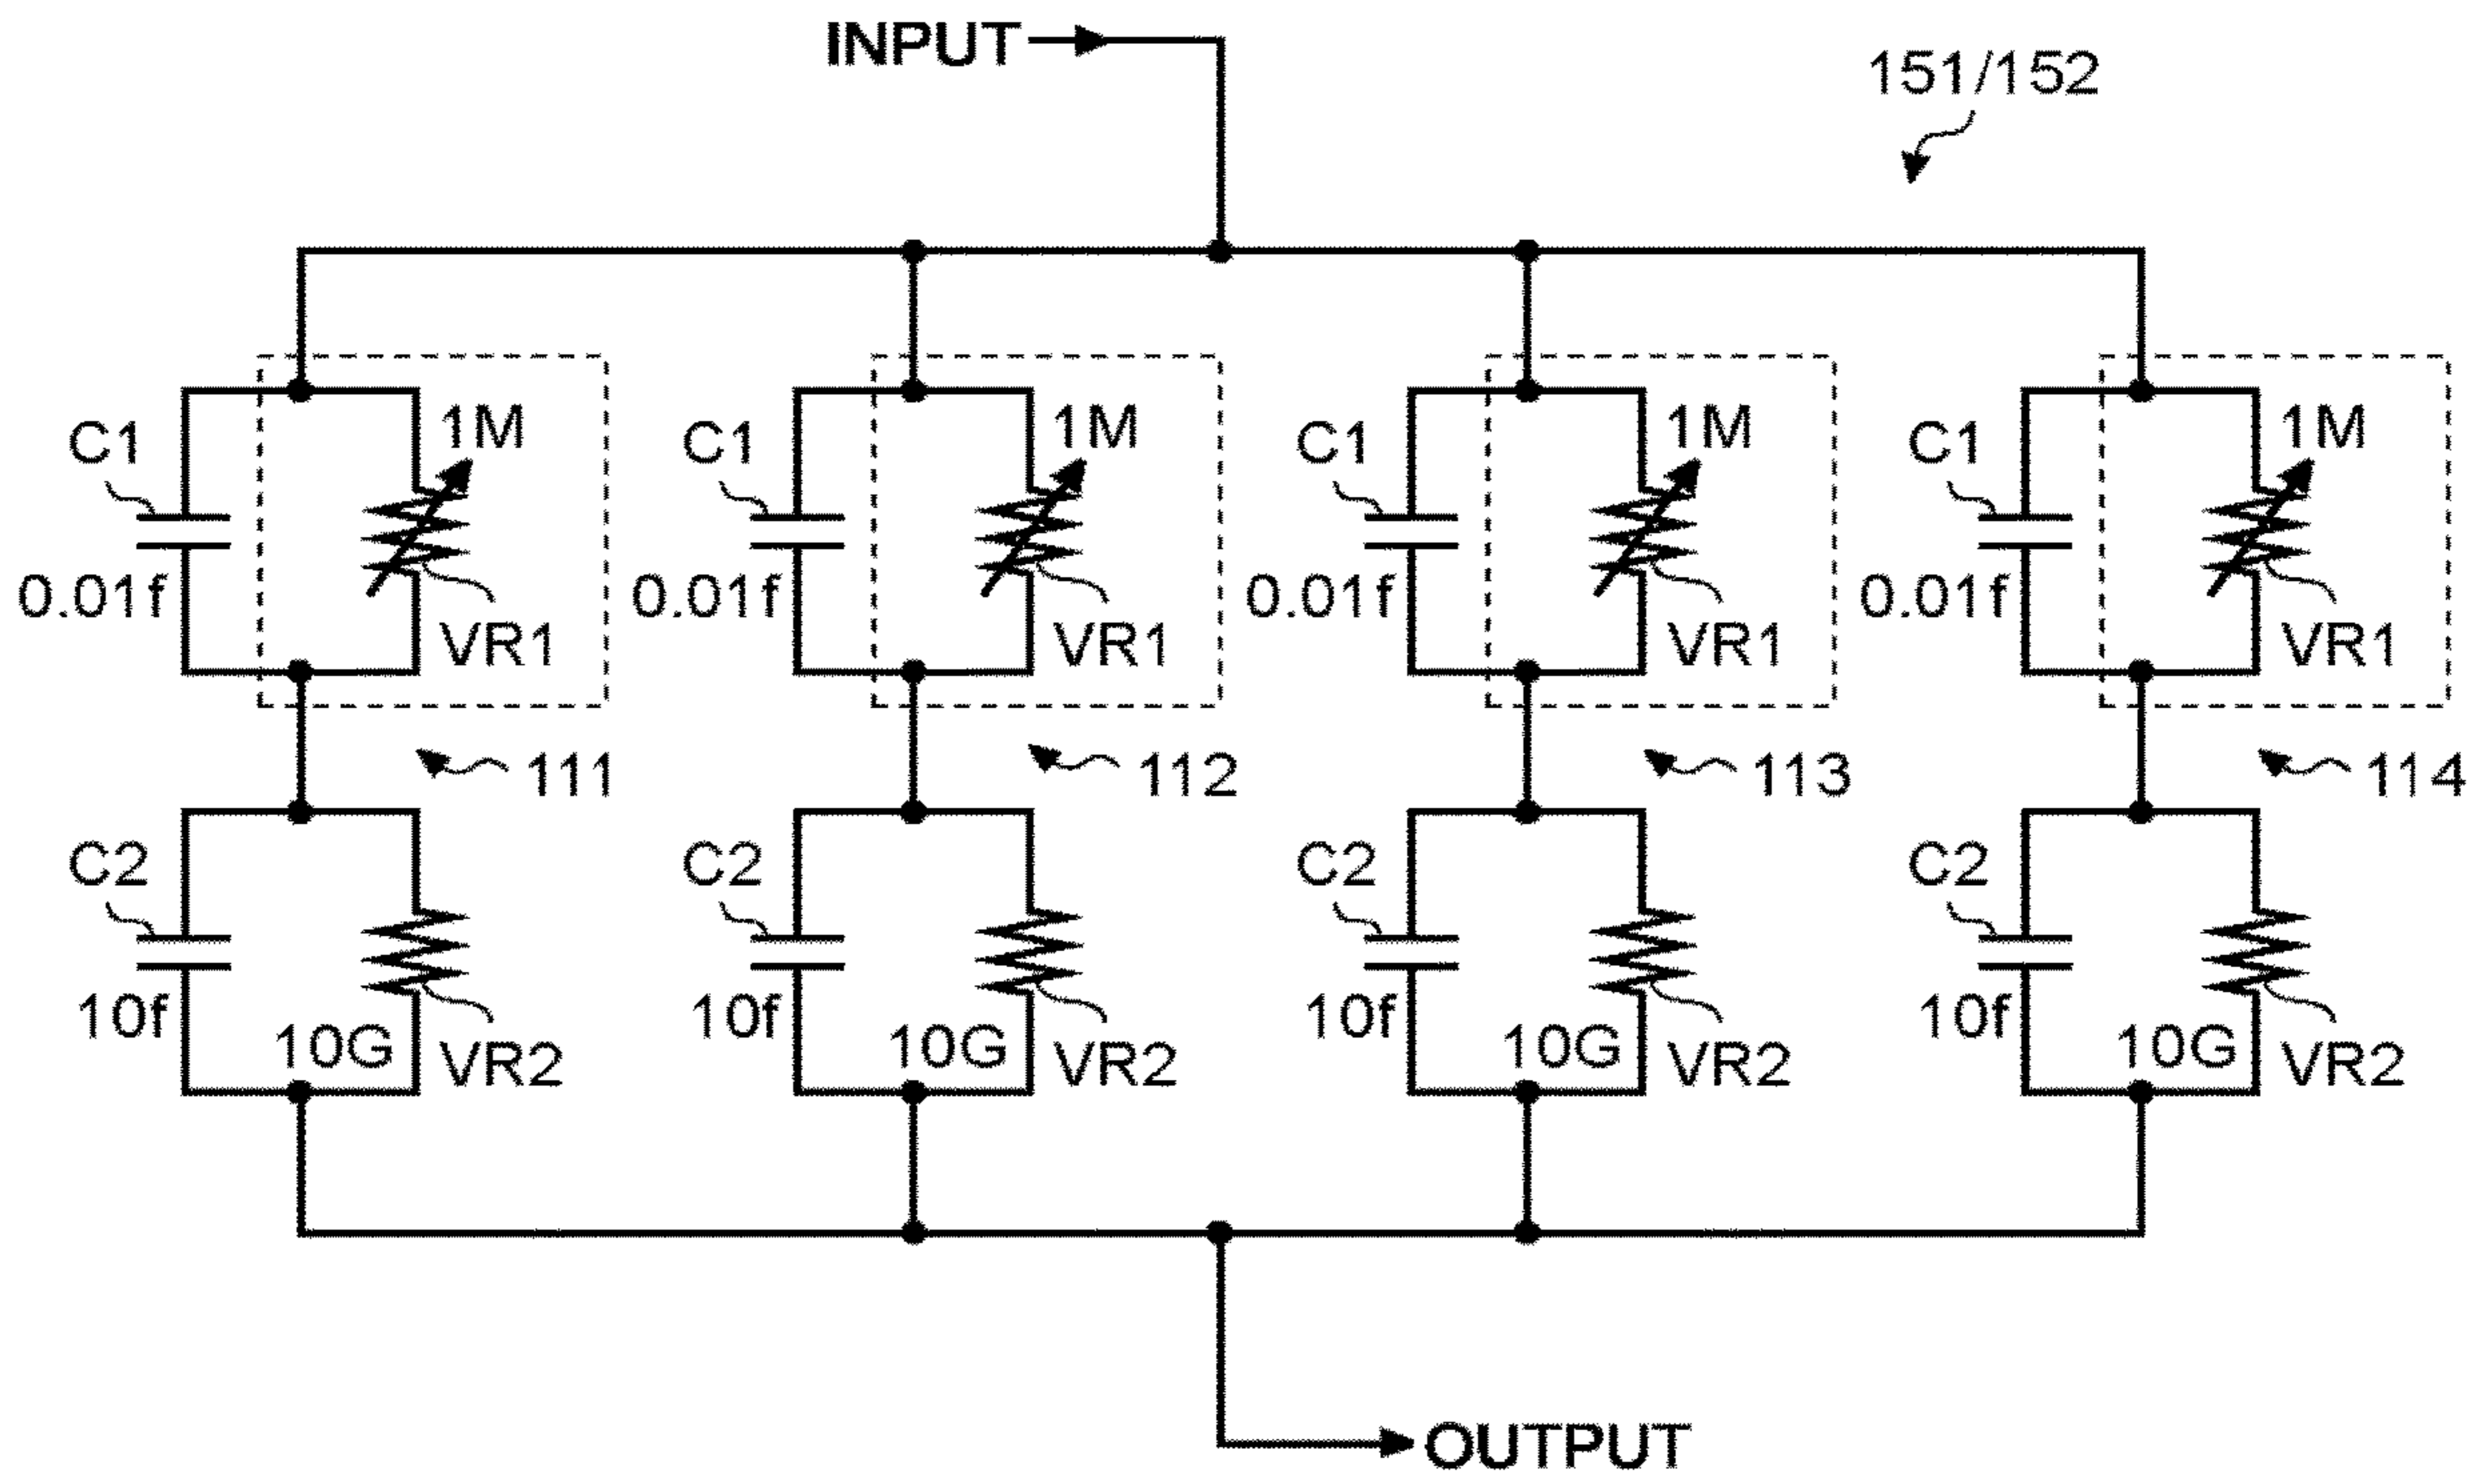 INPUT
151/152
1M 1M 1M 1M
C1 C1 C1 C1
0.01f 0.01f 0.01f 0.01f
VR1 VR1 VR1 VR1
111 112 113 114
C2 C2 C2 C2
10f 10f 10f 10f
10G 10G 10G 10G
VR2 VR2 VR2 VR2
OUTPUT